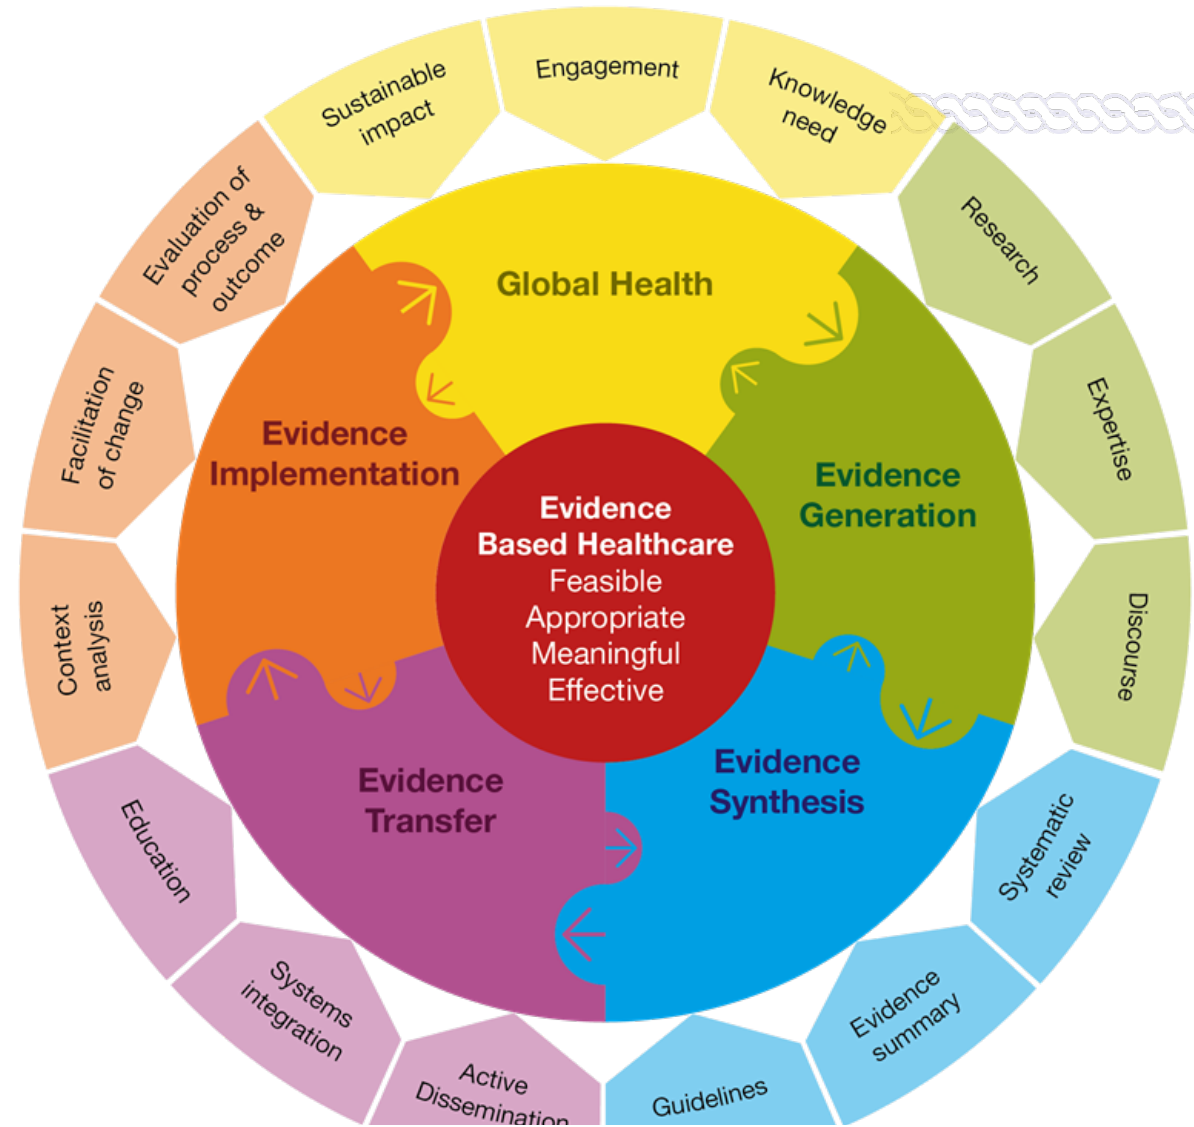 Engagement
Knowledge
need
Research
Expertise
Discourse
Systematic
review
Evidence
summary
Guidelines
Active
Dissemination
Systems
integration
Education
Context
analysis
Facilitation
of change
Evaluation of
process &
outcome
Sustainable
impact
Global Health
Evidence
Generation
Evidence
Synthesis
Evidence
Transfer
Evidence
Implementation
Evidence
Based Healthcare
Feasible
Appropriate
Meaningful
Effective